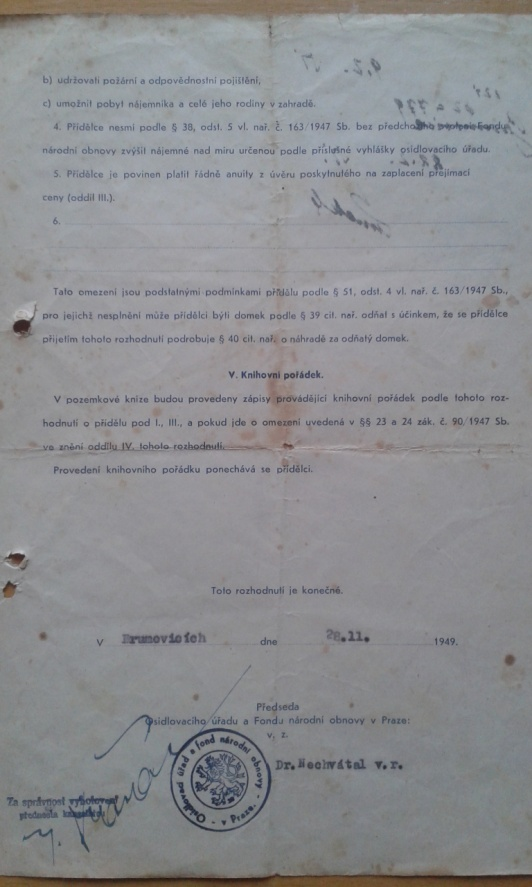 b) udržovati požární a odpovědnostní pojištění,
c) umožnit pobyt nájemníka a celé jeho rodiny v zahradě.
4. Přídělce nesmí podle § 38, odst. 5 vl. nař. č. 163/1947 Sb. bez předchozího svolení Fondu
národní obnovy zvýšit nájemné nad míru určenou podle příslušné vyhlášky osidlovacího úřadu.
5. Přídělce je povinen platit řádně anuity z úvěru poskytnutého na zaplacení přejímací
ceny (oddíl III.).
6.
Tato omezení jsou podstatnými podmínkami přídělu podle § 51, odst. 4 vl. nař. č. 163/1947 Sb.,
pro jejichž nesplnění může přídělci býti domek podle § 39 cit. nař. odňat s účinkem, že se přídělce
přijetím tohoto rozhodnutí podrobuje § 40 cit. nař. o náhradě za odňatý domek.
V. Knihovní pořádek.
V pozemkové knize budou provedeny zápisy provádějící knihovní pořádek podle tohoto roz-
hodnutí o přídělu pod I., III., a pokud jde o omezení uvedená v §§ 23 a 24 zák. č. 90/1947 Sb.
ve znění oddílu IV. tohoto rozhodnutí.
Provedení knihovního pořádku ponechává se přídělci.
Toto rozhodnutí je konečné.
V Brumovicích dne 28.11. 1949.
Předseda
Osidlovacího úřadu a Fondu národní obnovy v Praze:
v. z.
Osidlovací úřad a fond národní obnovy - v Praze. -
Dr. Nechvátal v.r.
Za správnost vyhotovení
přednosta